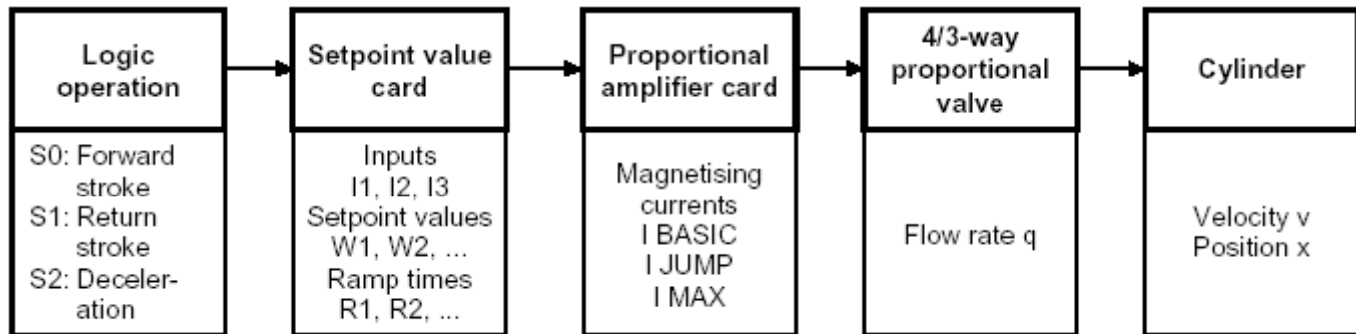 Logic
operation
S0: Forward
stroke
S1: Return
stroke
S2: Deceler-
ation
Setpoint value
card
Inputs
I1, I2, I3
Setpoint values
W1, W2, ...
Ramp times
R1, R2, ...
Proportional
amplifier card
Magnetising
currents
I BASIC
I JUMP
I MAX
4/3-way
proportional
valve
Flow rate q
Cylinder
Velocity v
Position x